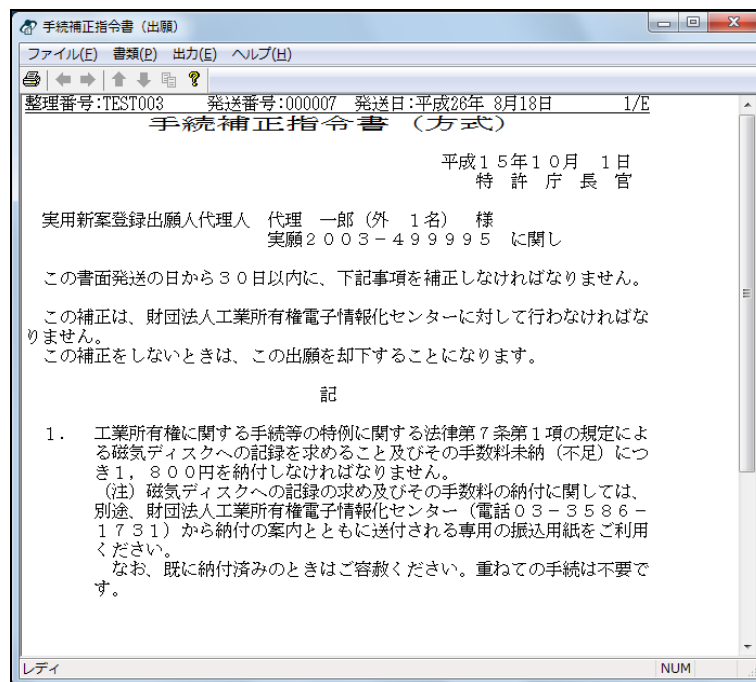 手続補正指令書（出願）
ファイル(F) 書類(P) 出力(E) ヘルプ(H)
整理番号:TEST003 発送番号:000007 発送日:平成26年 8月18日 1/E
手続補正指令書（方式）
平成１５年１０月 １日
特 許 庁 長 官
実用新案登録出願人代理人 代理 一郎（外 １名） 様
実願２００３－４９９９９５ に関し
この書面発送の日から３０日以内に、下記事項を補正しなければなりません。
この補正は、財団法人工業所有権電子情報化センターに対して行わなければな
りません。
この補正をしないときは、この出願を却下することになります。
記
１． 工業所有権に関する手続等の特例に関する法律第７条第１項の規定によ
る磁気ディスクへの記録を求めること及びその手数料未納（不足）につ
き１，８００円を納付しなければなりません。
（注）磁気ディスクへの記録の求め及びその手数料の納付に関しては、
別途、財団法人工業所有権電子情報化センター（電話０３－３５８６－
１７３１）から納付の案内とともに送付される専用の振込用紙をご利用
ください。
なお、既に納付済みのときはご容赦ください。重ねての手続は不要で
す。
レディ NUM